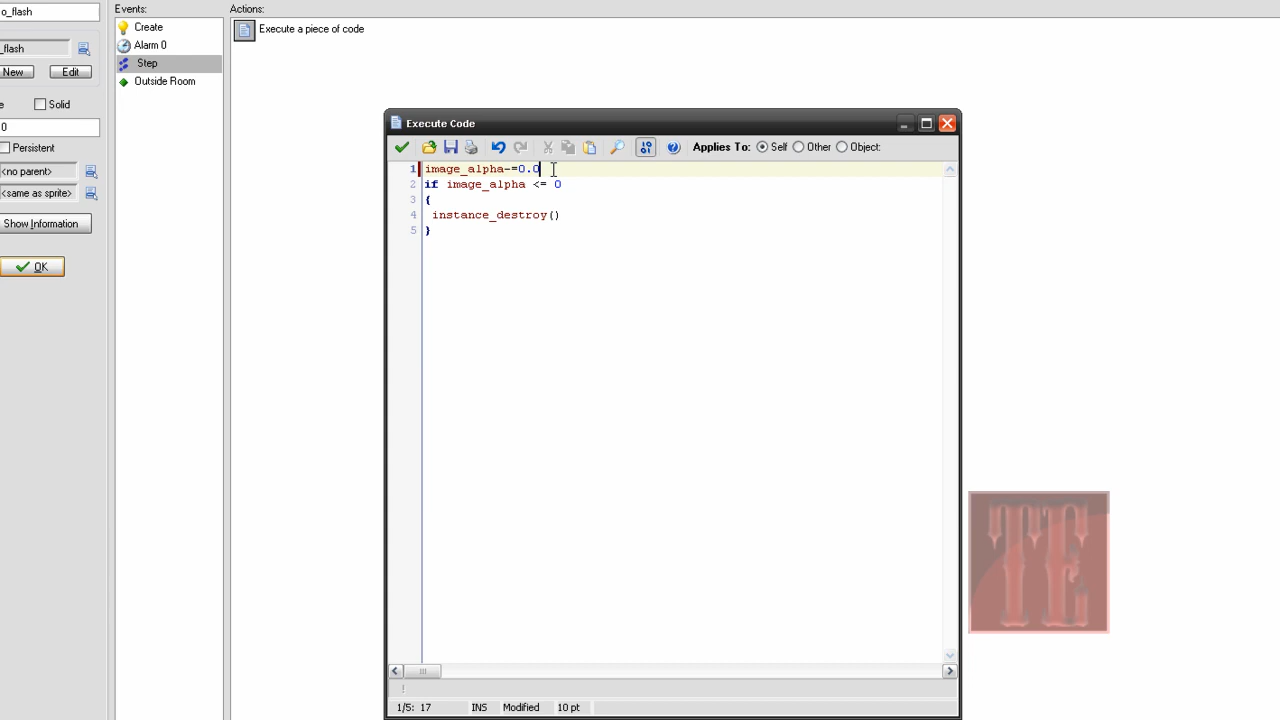 o_flash
Events:
Actions:
Create
Execute a piece of code
_flash
Alarm 0
Step
New
Edit
Outside Room
e
Solid
0
Persistent
<no parent>
<same as sprite>
Show Information
OK
Execute Code
Applies To: Self Other Object:
1 image_alpha-=0.0
2 if image_alpha <= 0
3 {
4 instance_destroy()
5 }
TTE
1/5: 17 INS Modified 10 pt